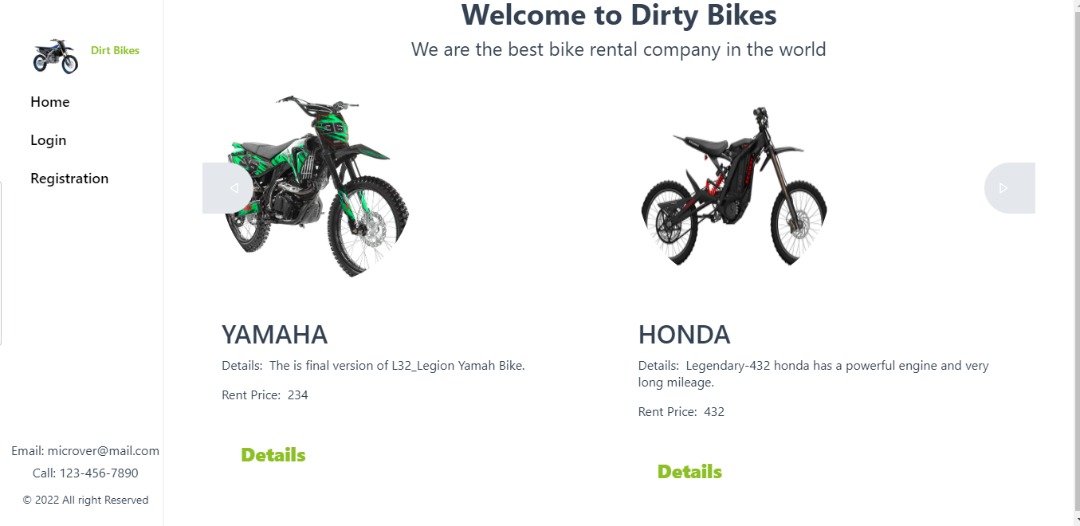 Dirt Bikes
Home
Login
Registration
Email: microver@mail.com
Call: 123-456-7890
© 2022 All right Reserved
Welcome to Dirty Bikes
We are the best bike rental company in the world
36
YAMAHA
Details: The is final version of L32_Legion Yamah Bike.
Rent Price: 234
Details
HONDA
Details: Legendary-432 honda has a powerful engine and very
long mileage.
Rent Price: 432
Details